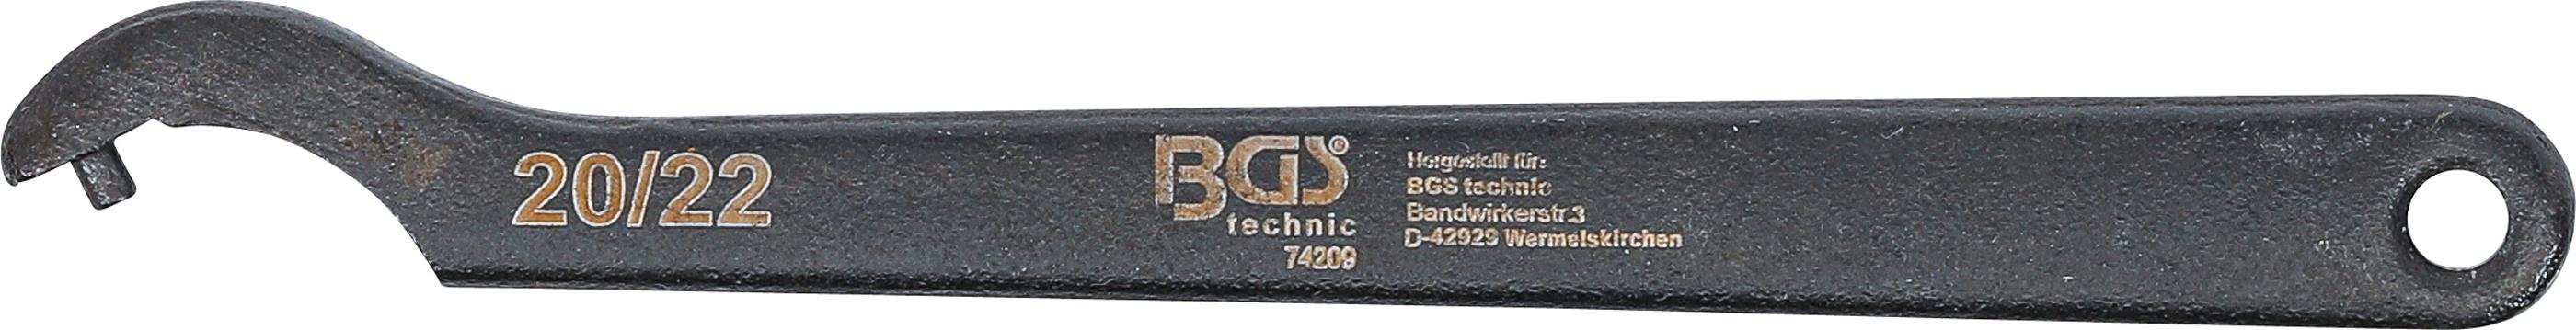 20/22
BGS®
technic
74209
Hergestellt für:
BGS technic
Bandwirkerstr.3
D-42929 Wermelskirchen